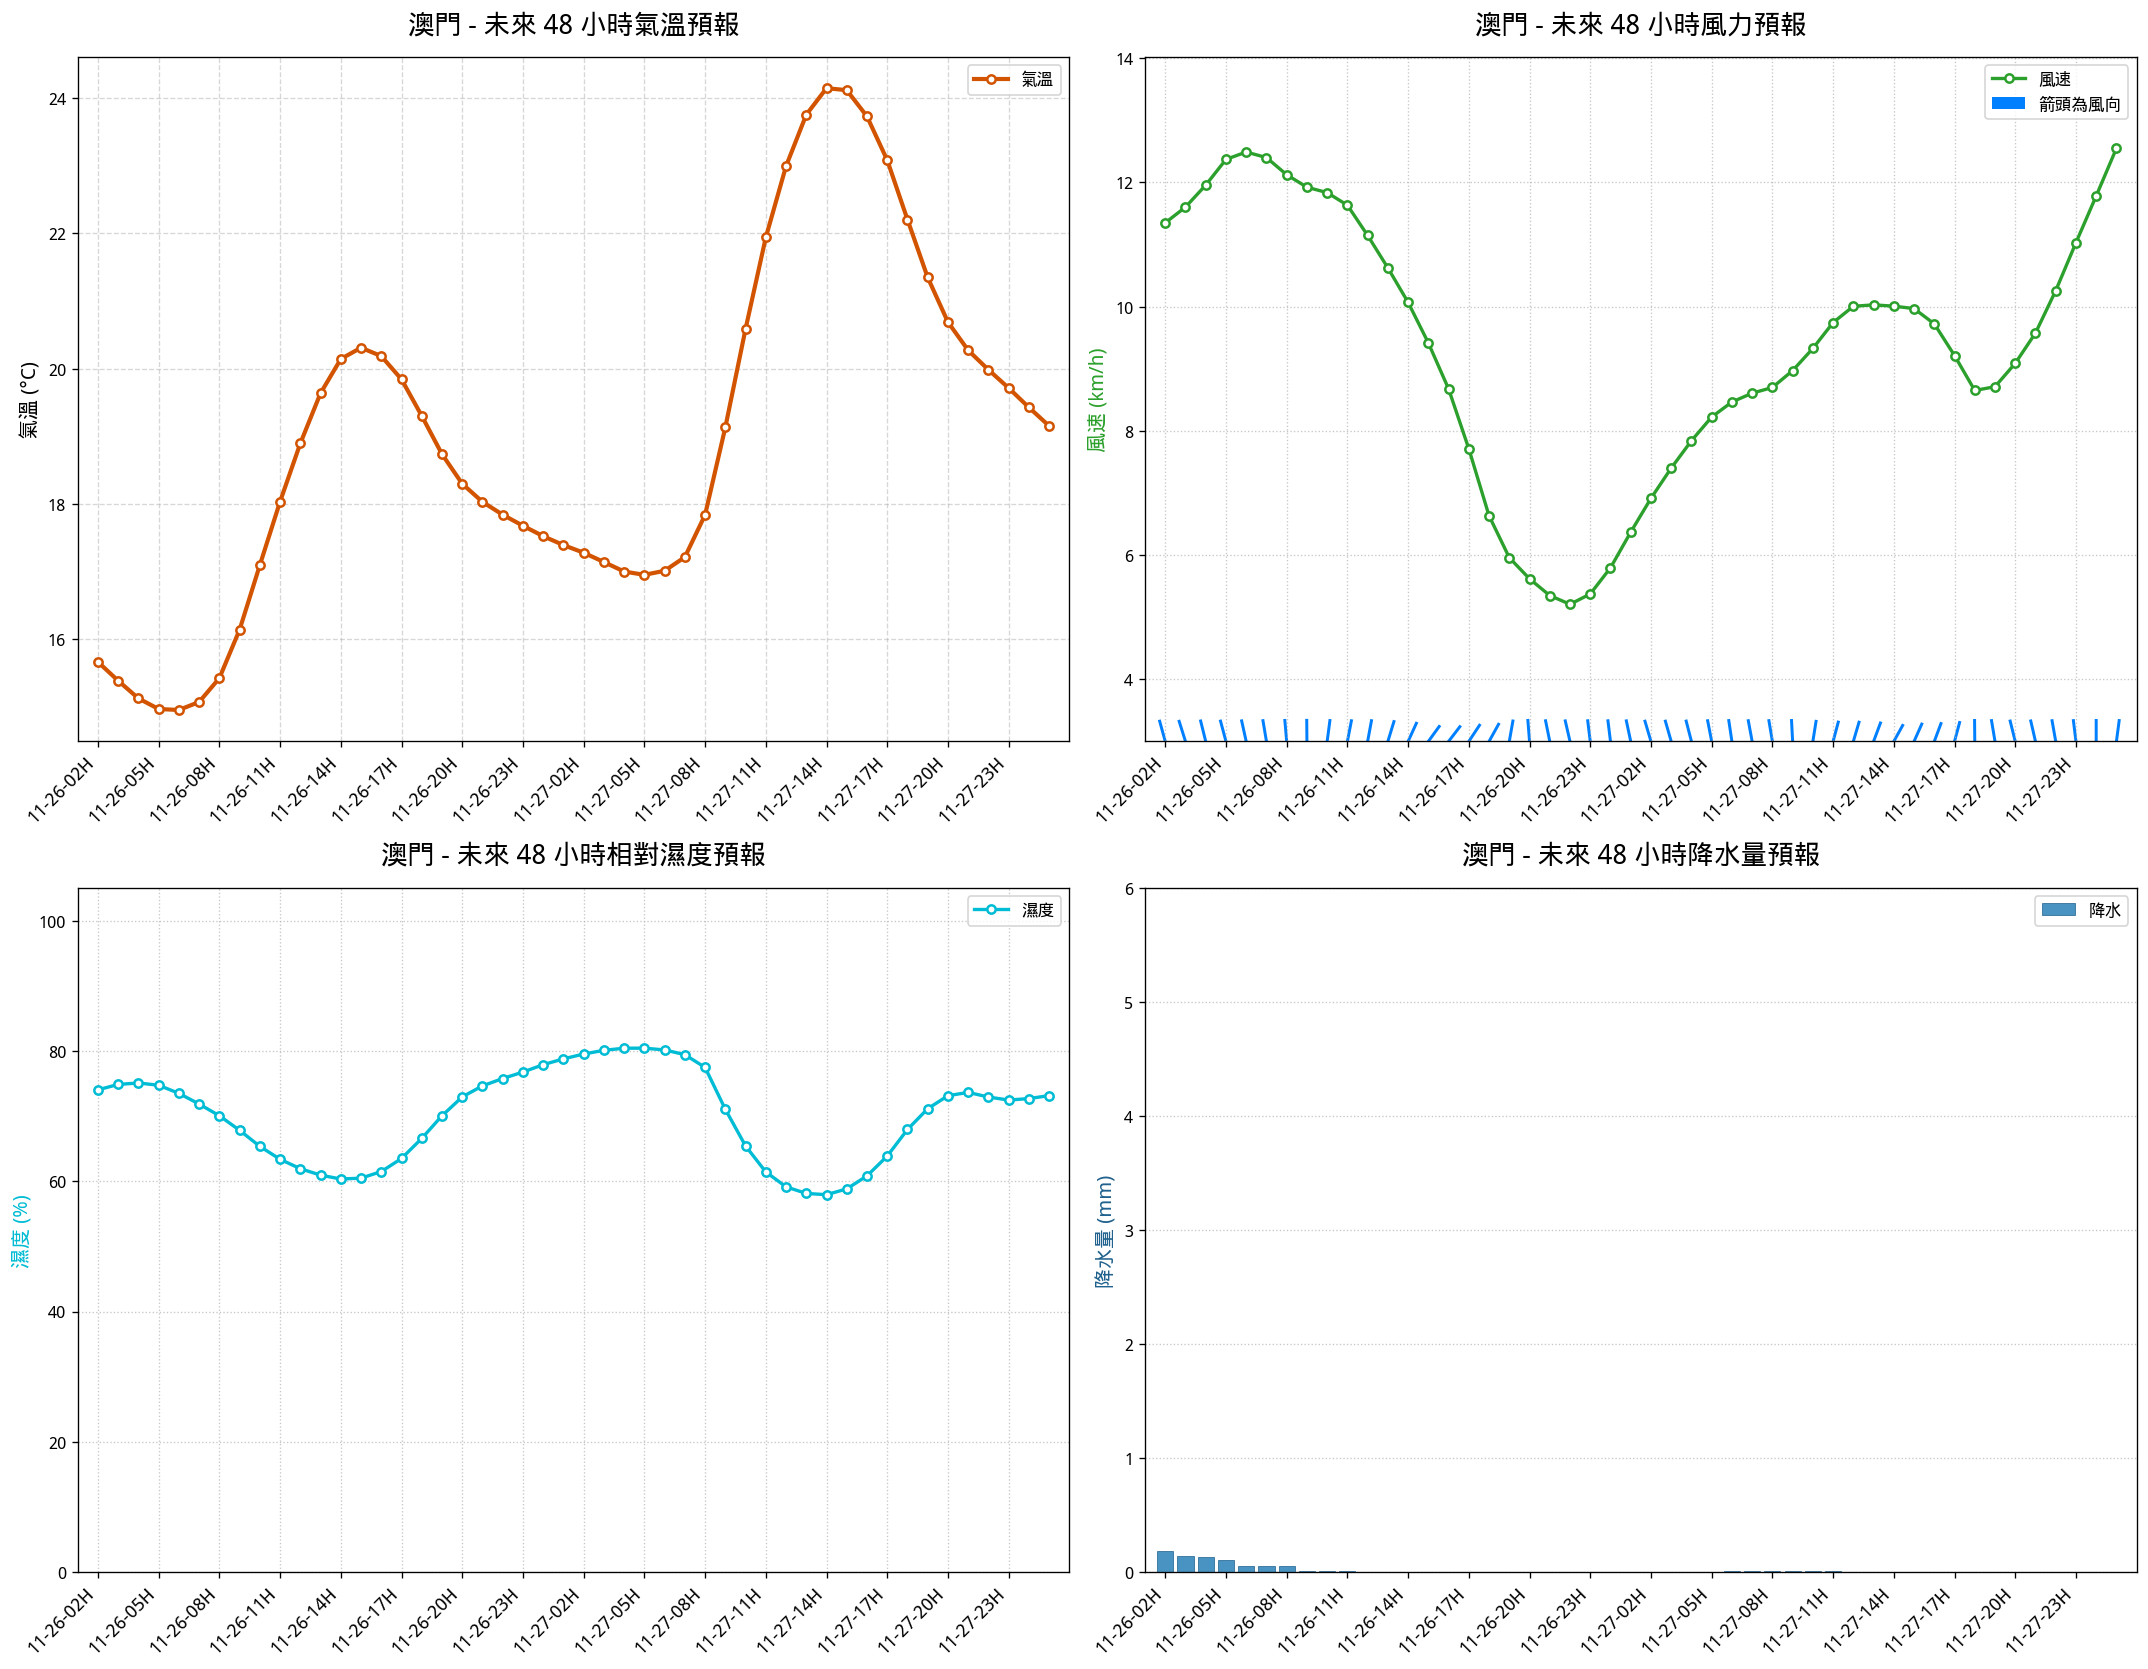 澳門 - 未來 48 小時氣溫預報
氣溫
氣溫 (°C)
24
22
20
18
16
11-26-02H
11-26-05H
11-26-08H
11-26-11H
11-26-14H
11-26-17H
11-26-20H
11-26-23H
11-27-02H
11-27-05H
11-27-08H
11-27-11H
11-27-14H
11-27-17H
11-27-20H
11-27-23H
澳門 - 未來 48 小時風力預報
風速
箭頭為風向
風速 (km/h)
14
12
10
8
6
4
11-26-02H
11-26-05H
11-26-08H
11-26-11H
11-26-14H
11-26-17H
11-26-20H
11-26-23H
11-27-02H
11-27-05H
11-27-08H
11-27-11H
11-27-14H
11-27-17H
11-27-20H
11-27-23H
澳門 - 未來 48 小時相對濕度預報
濕度
濕度 (%)
100
80
60
40
20
0
11-26-02H
11-26-05H
11-26-08H
11-26-11H
11-26-14H
11-26-17H
11-26-20H
11-26-23H
11-27-02H
11-27-05H
11-27-08H
11-27-11H
11-27-14H
11-27-17H
11-27-20H
11-27-23H
澳門 - 未來 48 小時降水量預報
降水
降水量 (mm)
6
5
4
3
2
1
0
11-26-02H
11-26-05H
11-26-08H
11-26-11H
11-26-14H
11-26-17H
11-26-20H
11-26-23H
11-27-02H
11-27-05H
11-27-08H
11-27-11H
11-27-14H
11-27-17H
11-27-20H
11-27-23H